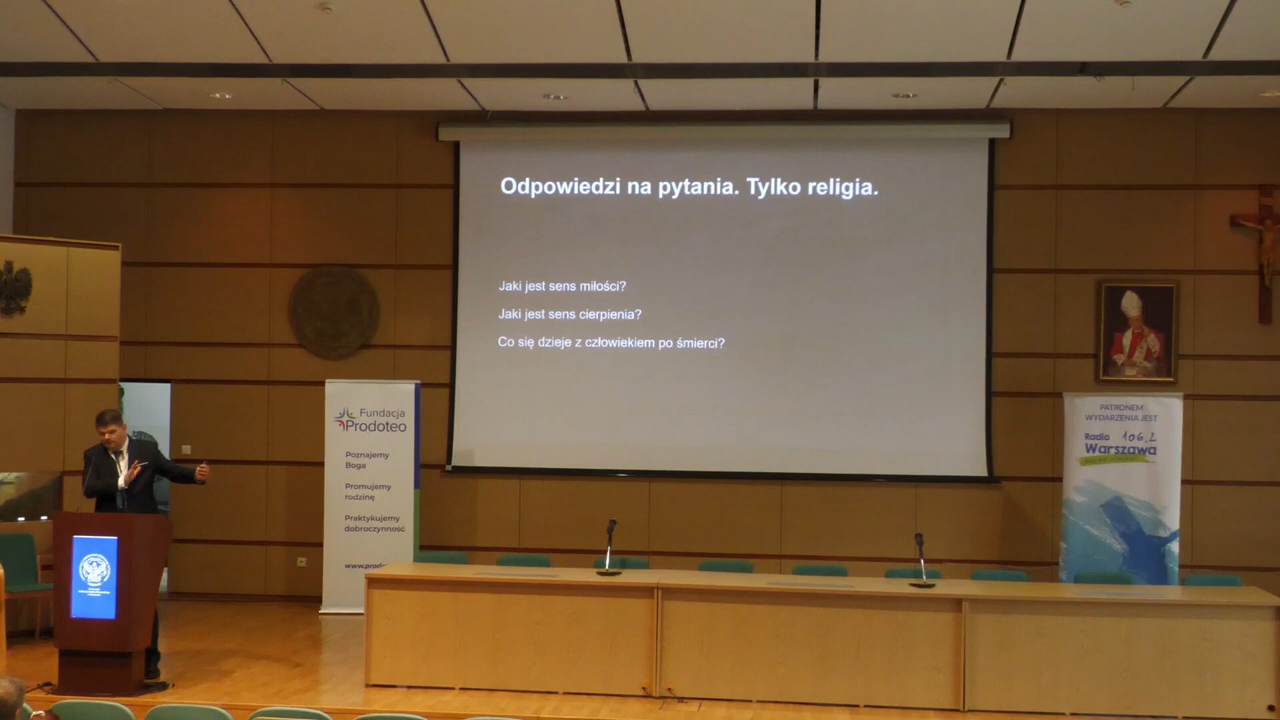 Odpowiedzi na pytania. Tylko religia.
Jaki jest sens miłości?
Jaki jest sens cierpienia?
Co się dzieje z człowiekiem po śmierci?
Fundacja
Prodoteo
Poznajemy
Boga
Promujemy
rodzinę
Praktykujemy
dobroczynność
PATRONEM
WYDARZENIA JEST
Radio 106,2
Warszawa